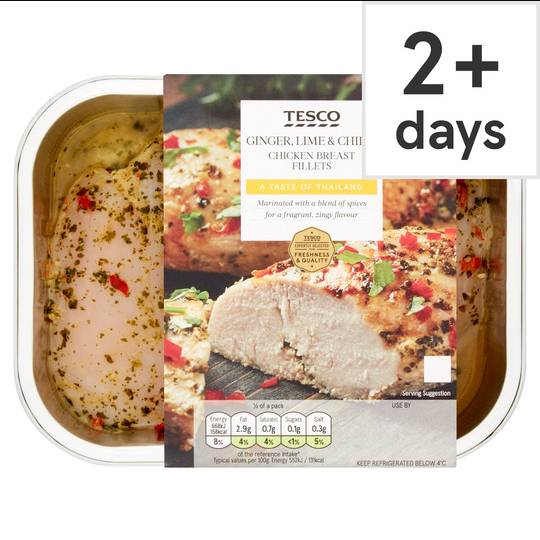 2+
days
TESCO
GINGER, LIME &
CHICKEN BREAST
FILLETS
A TASTE OF THAILAND
Marinated with a blend of spices
for a fragrant, zingy flavour
TESCO
EXPERTLY SELECTED
FOR
FRESHNESS
& QUALITY
Serving Suggestion
½ of a pack
USE BY
Energy Fat Saturates Sugars Salt
668kJ
158kcal 2.9g 0.7g 0.1g 0.3g
8% 4% 4% <1% 5%
of the reference intake*
Typical values per 100g: Energy 552kJ / 131kcal
KEEP REFRIGERATED BELOW 4°C